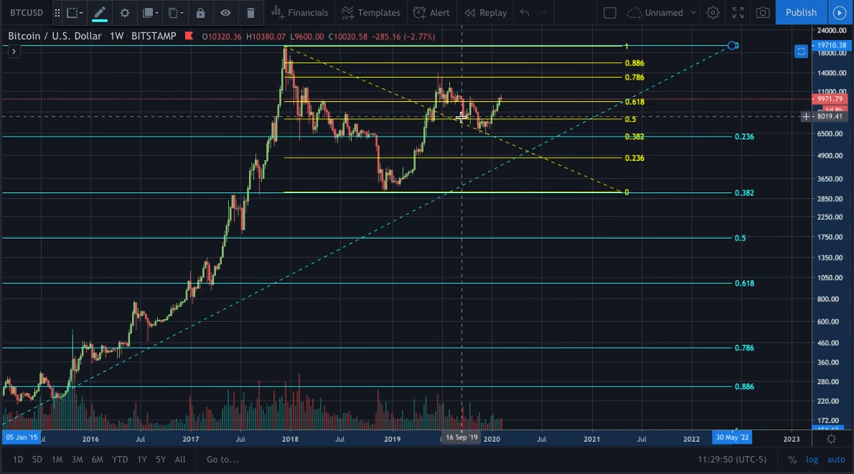 BTCUSD Financials Templates Alert Replay Unnamed Publish
Bitcoin / U.S. Dollar 1W BITSTAMP O10320.36 H10380.07 L9600.00 C10020.58 −285.16 (−2.77%)
24000.00
1 0 19710.38
0.886
0.786 14000.00
0.618 9971.79
0.5 8019.41
0.382 0.236 6500.00
0.236 4900.00
0 0.382 3650.00
2850.00
2250.00
0.5 1750.00
1350.00
0.618 1050.00
800.00
600.00
0.786 460.00
360.00
0.886 280.00
220.00
172.00
05 Jan '15 2016 Jul 2017 Jul 2018 Jul 2019 16 Sep '19 2020 Jul 2021 Jul 2022 30 May '22 2023
1D 5D 1M 3M 6M YTD 1Y 5Y All Go to... 11:29:50 (UTC-5) % log auto